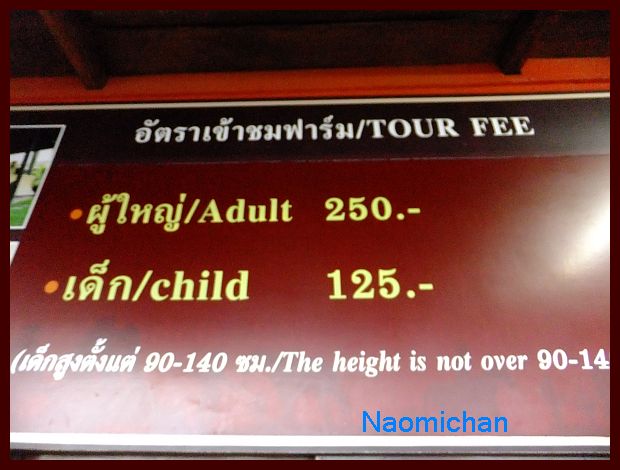 อัตราเข้าชมฟาร์ม/TOUR FEE
ผู้ใหญ่/Adult 250.-
เด็ก/child 125.-
(เด็กสูงตั้งแต่ 90-140 ซม./The height is not over 90-14
Naomichan